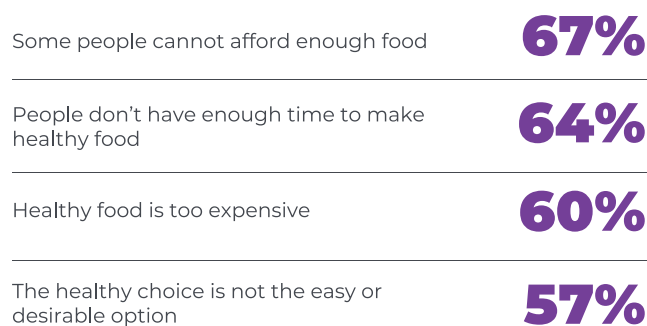 Some people cannot afford enough food
67%
People don’t have enough time to make
healthy food
64%
Healthy food is too expensive
60%
The healthy choice is not the easy or
desirable option
57%